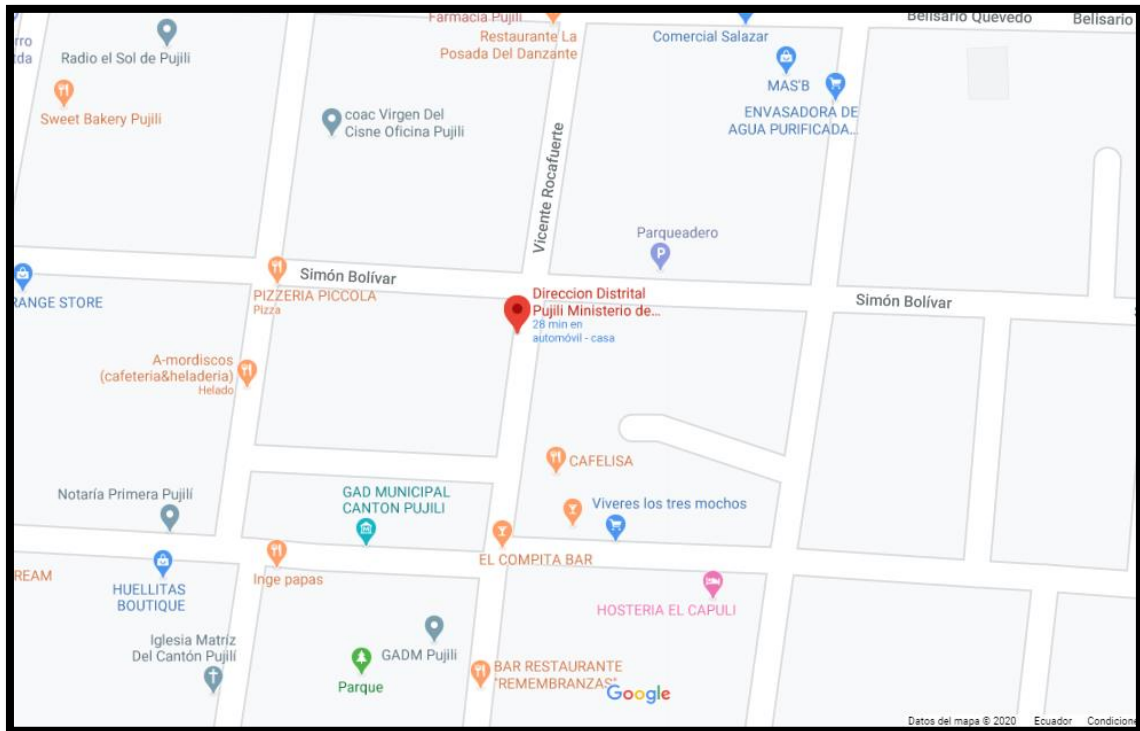 Farmacia Pujili
Belisario Quevedo
Belisario
Restaurante La
Posada Del Danzante
Comercial Salazar
Radio el Sol de Pujili
MAS'B
Sweet Bakery Pujili
coac Virgen Del
Cisne Oficina Pujili
ENVASADORA DE
AGUA PURIFICADA...
Vicente Rocafuerte
Parqueadero
P
Simón Bolívar
RANGE STORE
PIZZERIA PICCOLA
Pizza
Direccion Distrital
Pujili Ministerio de...
28 min en
automóvil - casa
Simón Bolívar
A-mordiscos
(cafeteria&heladeria)
Helado
CAFELISA
Notaría Primera Pujilí
GAD MUNICIPAL
CANTON PUJILI
Viveres los tres mochos
EL COMPITA BAR
REAM
HUELLITAS
BOUTIQUE
Inge papas
HOSTERIA EL CAPULI
Iglesia Matriz
Del Cantón Pujilí
GADM Pujili
Parque
BAR RESTAURANTE
"REMEMBRANZAS"
Google
Datos del mapa © 2020 Ecuador Condicione